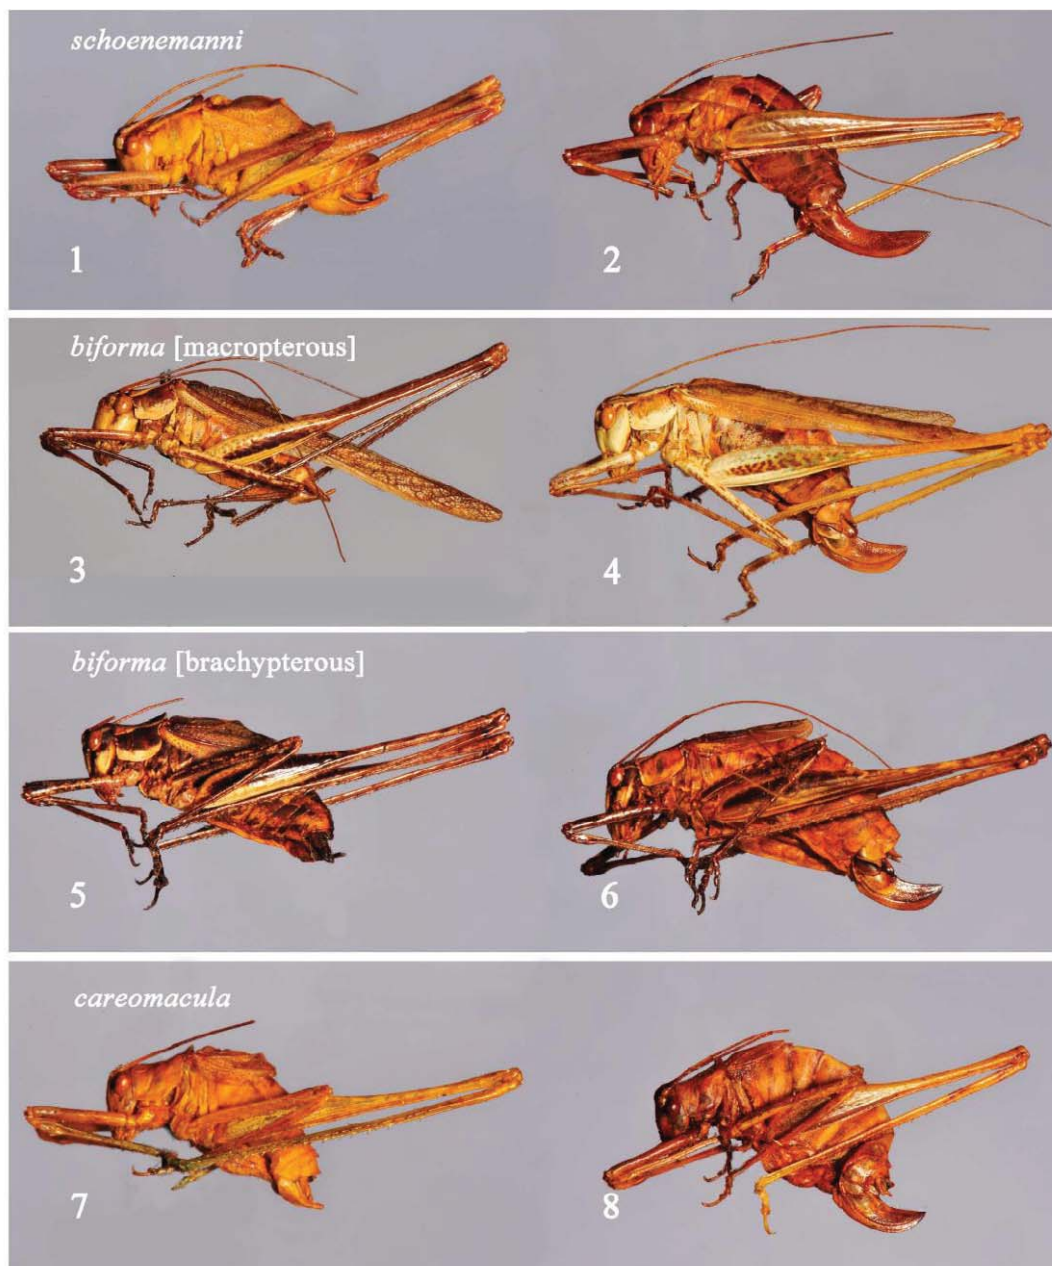 schoenemanni
1
2
biforma [macropterous]
3
4
biforma [brachypterous]
5
6
careomacula
7
8